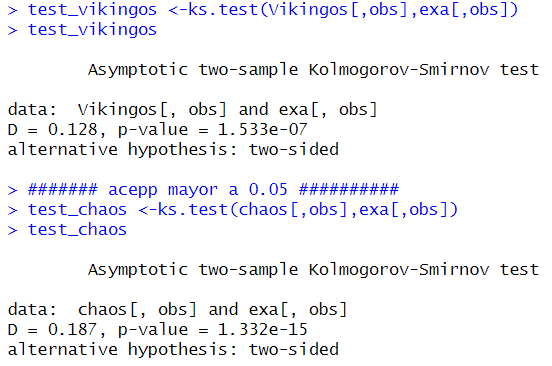 > test_vikingos <-ks.test(Vikingos[,obs],exa[,obs])
> test_vikingos
Asymptotic two-sample Kolmogorov-Smirnov test
data:  Vikingos[, obs] and exa[, obs]
D = 0.128, p-value = 1.533e-07
alternative hypothesis: two-sided
> ####### acepp mayor a 0.05 ##########
> test_chaos <-ks.test(chaos[,obs],exa[,obs])
> test_chaos
Asymptotic two-sample Kolmogorov-Smirnov test
data:  chaos[, obs] and exa[, obs]
D = 0.187, p-value = 1.332e-15
alternative hypothesis: two-sided